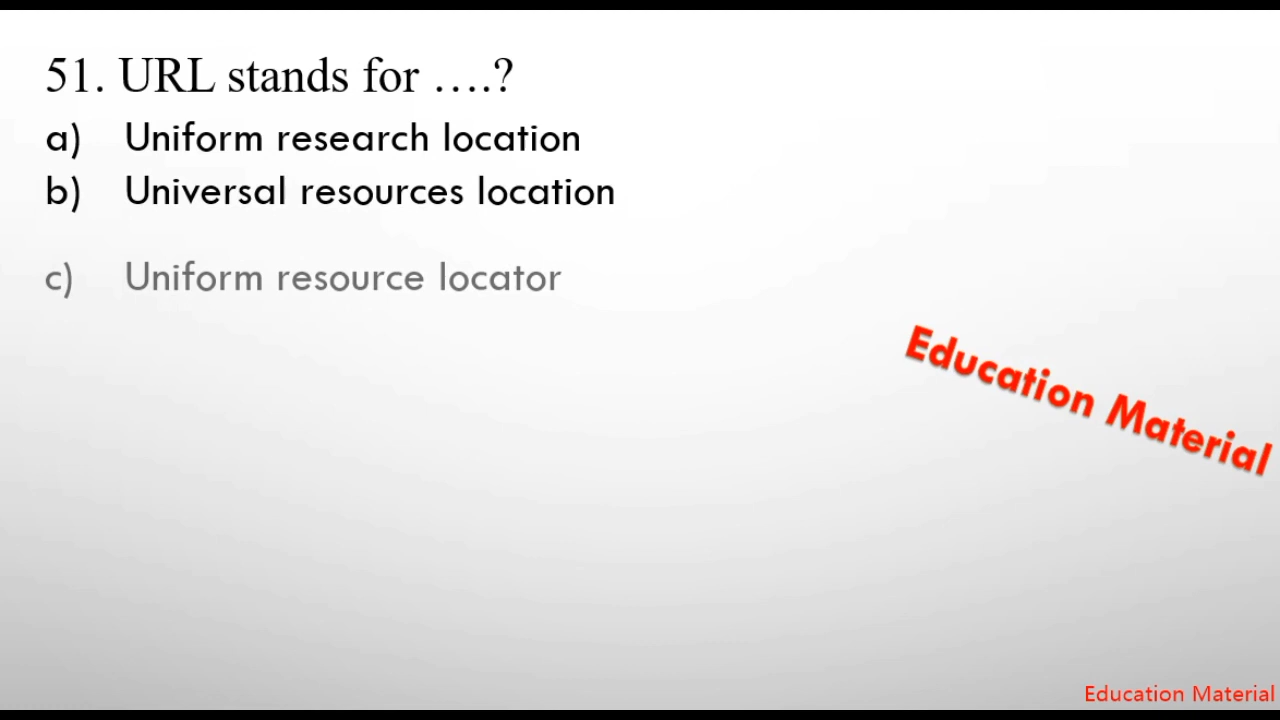 51. URL stands for ....?
a) Uniform research location
b) Universal resources location
c) Uniform resource locator
Education Material
Education Material